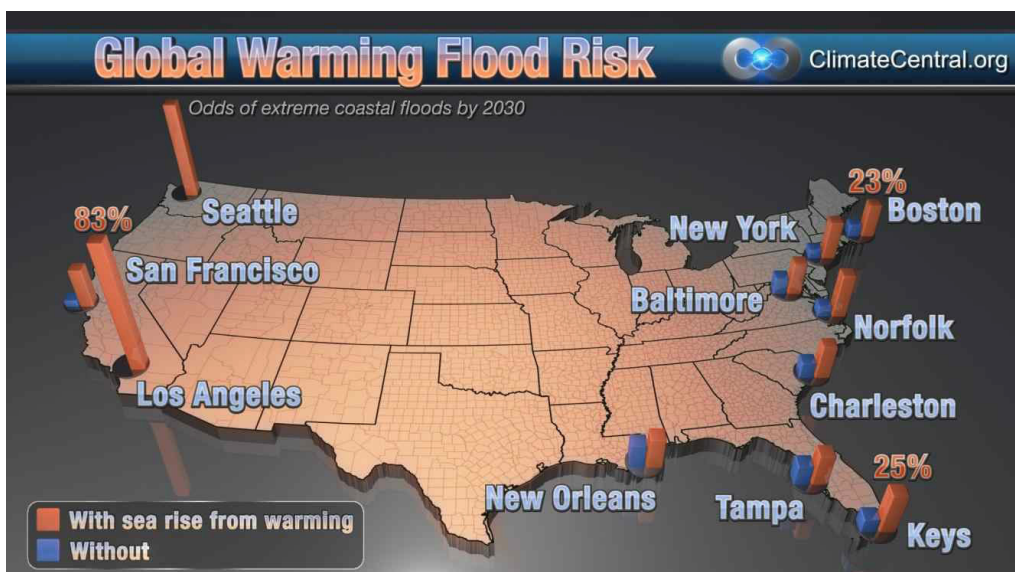 Global Warming Flood Risk
ClimateCentral.org
Odds of extreme coastal floods by 2030
Seattle
83%
San Francisco
Los Angeles
23%
Boston
New York
Baltimore
Norfolk
Charleston
New Orleans
Tampa
25%
Keys
With sea rise from warming
Without